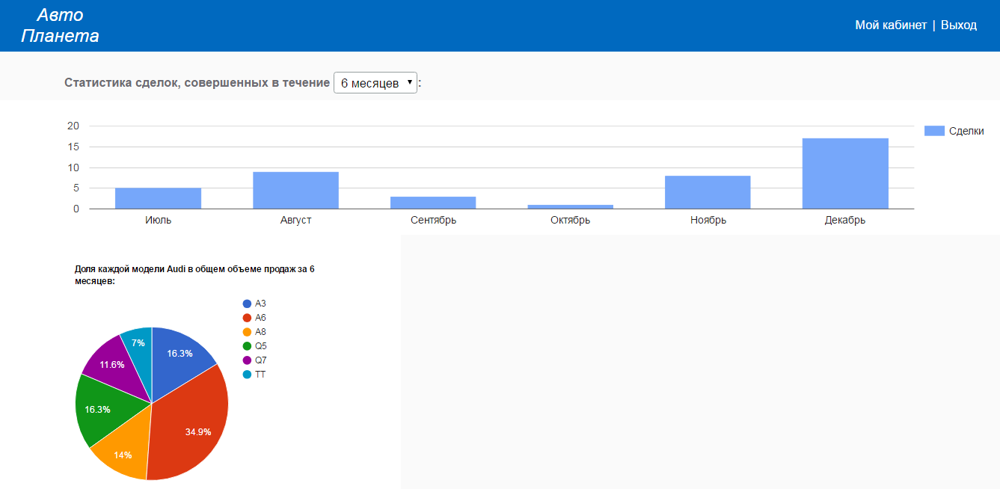 Авто
Планета
Мой кабинет | Выход
Статистика сделок, совершенных в течение 6 месяцев :
20
15
10
5
0
Сделки
Июль Август Сентябрь Октябрь Ноябрь Декабрь
Доля каждой модели Audi в общем объеме продаж за 6
месяцев:
A3
A6
A8
Q5
Q7
TT
7%
16.3%
11.6%
16.3%
34.9%
14%